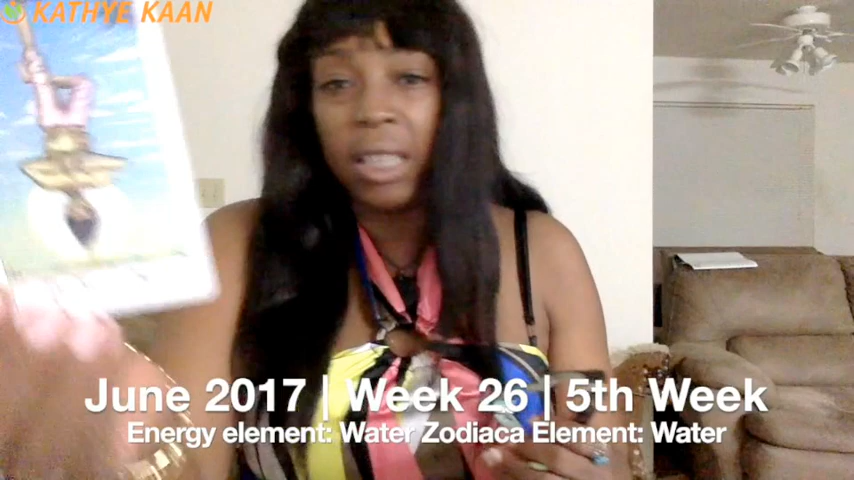 KATHYE KAAN
June 2017 | Week 26 | 5th Week
Energy element: Water Zodiaca Element: Water